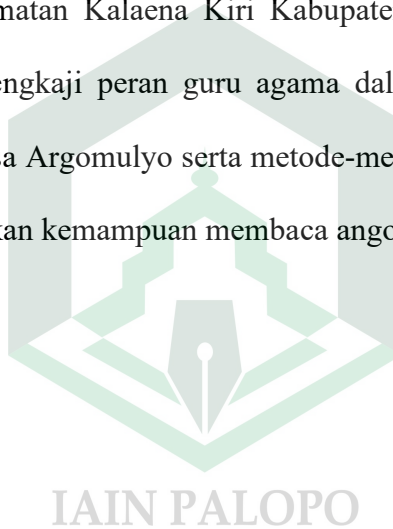 matan Kalaena Kiri Kabupate
engkaji peran guru agama dal
sa Argomulyo serta metode-me
kan kemampuan membaca ango
IAIN PALOPO